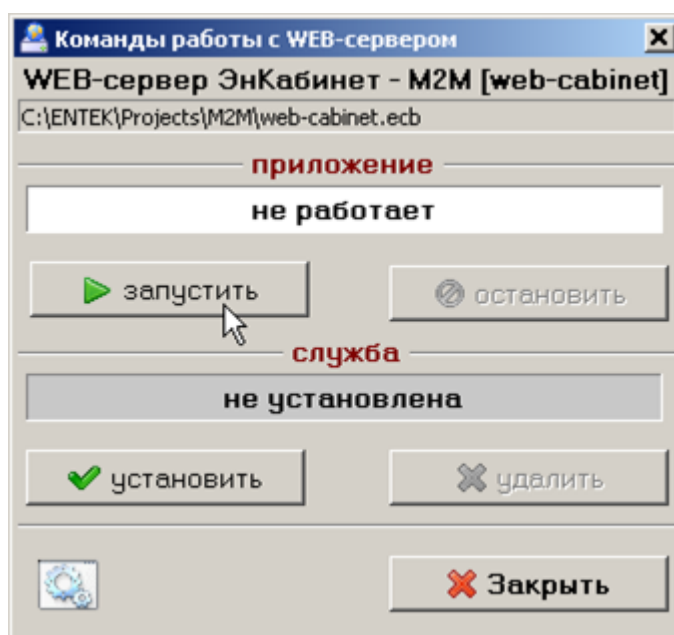 Команды работы с WEB-сервером
WEB-сервер ЭнКабинет - M2M [web-cabinet]
C:\ENTEK\Projects\M2M\web-cabinet.ecb
приложение
не работает
запустить
остановить
служба
не установлена
установить
удалить
Закрыть